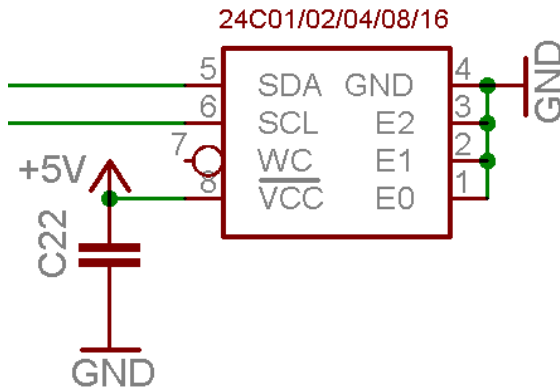 24C01/02/04/08/16
5 SDA GND 4
6 SCL E2 3
7 WC E1 2
8 VCC E0 1
GND
+5V
C22
GND